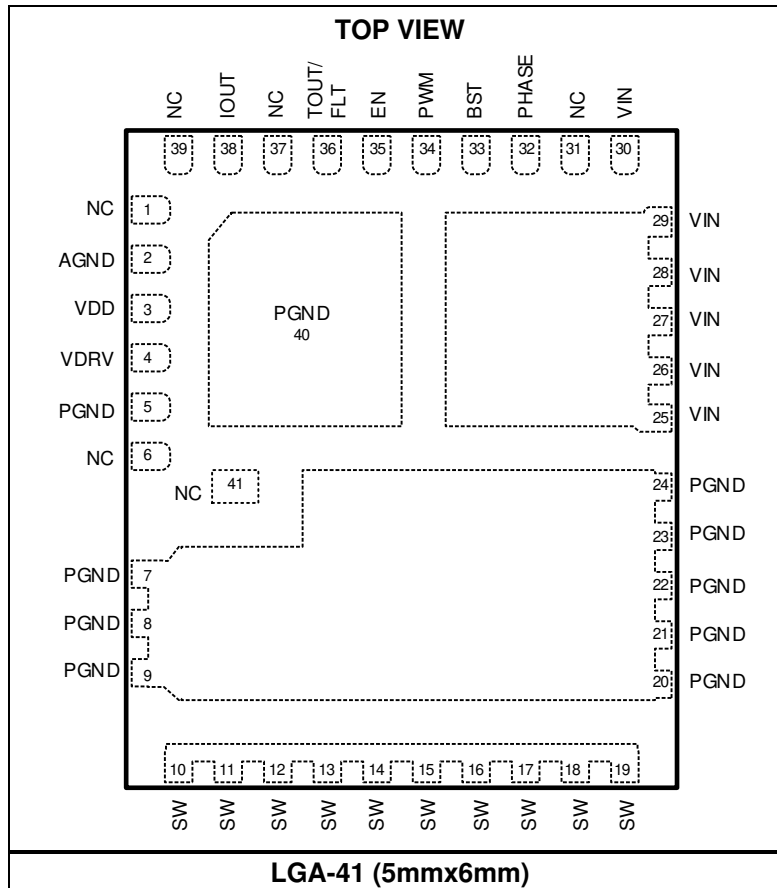 TOP VIEW
NC
IOUT
NC
TOUT/
FLT
EN
PWM
BST
PHASE
NC
VIN
39
38
37
36
35
34
33
32
31
30
NC 1
AGND 2
VDD 3
VDRV 4
PGND 5
NC 6
PGND
40
NC 41
29 VIN
28 VIN
27 VIN
26 VIN
25 VIN
24 PGND
23 PGND
22 PGND
21 PGND
20 PGND
PGND 7
PGND 8
PGND 9
10
11
12
13
14
15
16
17
18
19
SW
SW
SW
SW
SW
SW
SW
SW
SW
SW
LGA-41 (5mmx6mm)